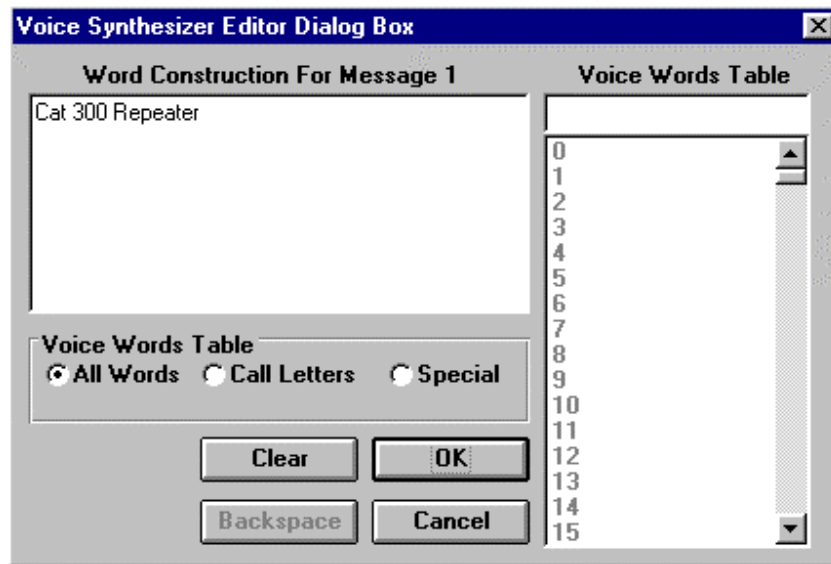 Voice Synthesizer Editor Dialog Box
Word Construction For Message 1
Cat 300 Repeater
Voice Words Table
All Words Call Letters Special
Clear OK
Backspace Cancel
Voice Words Table
0
1
2
3
4
5
6
7
8
9
10
11
12
13
14
15